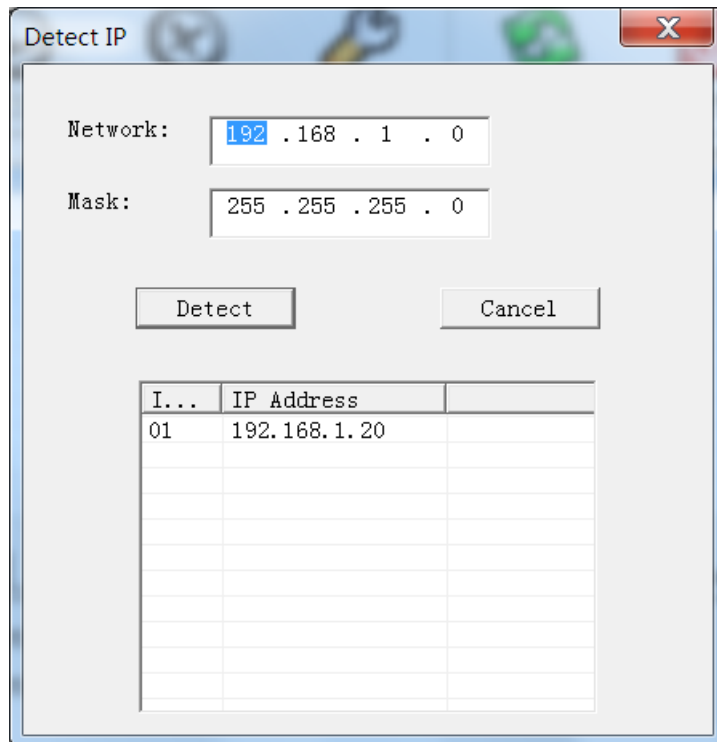 Detect IP
Network: 192 .168 . 1 . 0
Mask: 255 .255 .255 . 0
Detect Cancel
I... IP Address
01 192.168.1.20